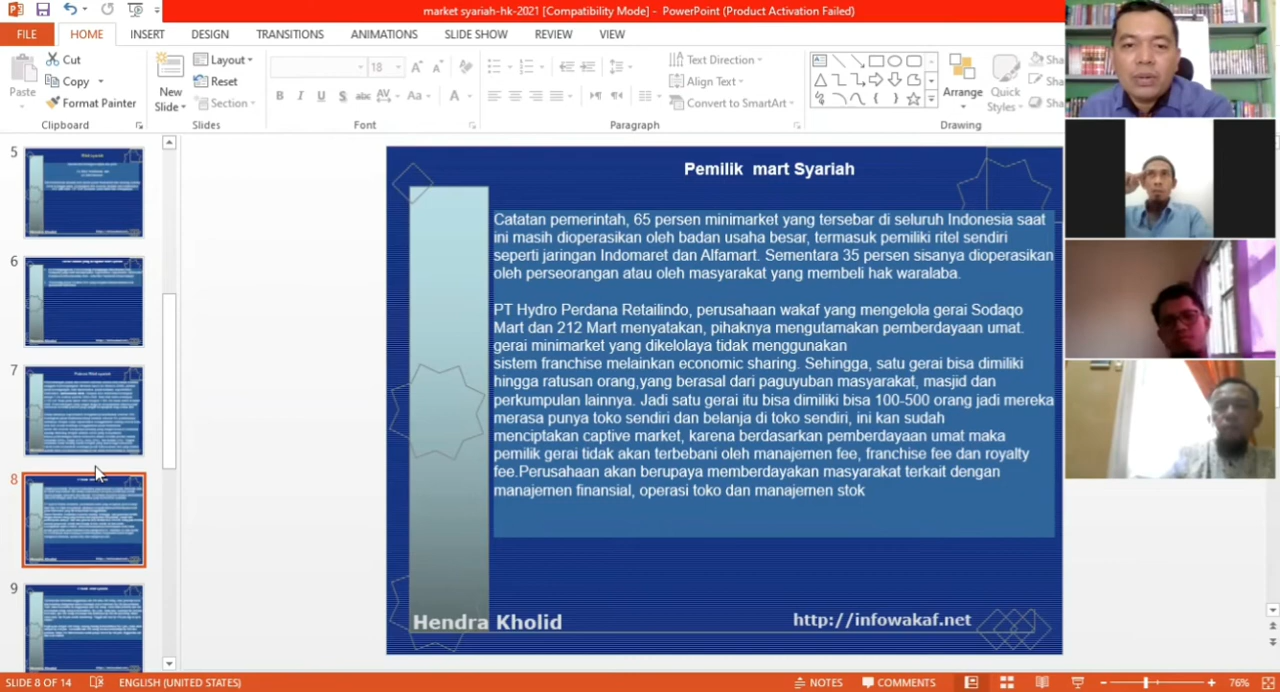 market syariah-hk-2021 [Compatibility Mode] - PowerPoint (Product Activation Failed)
FILE HOME INSERT DESIGN TRANSITIONS ANIMATIONS SLIDE SHOW REVIEW VIEW
Cut
Copy
Format Painter
Paste
Clipboard
New
Slide
Layout
Reset
Section
Slides
18
B I U S abc AV Aa A
Font
Text Direction
Align Text
Convert to SmartArt
Paragraph
Arrange
Quick
Styles
Sha
Sha
Sha
Drawing
5
6
7
8
9
Pemilik mart Syariah
Catatan pemerintah, 65 persen minimarket yang tersebar di seluruh Indonesia saat
ini masih dioperasikan oleh badan usaha besar, termasuk pemiliki ritel sendiri
seperti jaringan Indomaret dan Alfamart. Sementara 35 persen sisanya dioperasikan
oleh perseorangan atau oleh masyarakat yang membeli hak waralaba.
PT Hydro Perdana Retailindo, perusahaan wakaf yang mengelola gerai Sodaqo
Mart dan 212 Mart menyatakan, pihaknya mengutamakan pemberdayaan umat.
gerai minimarket yang dikelolaya tidak menggunakan
sistem franchise melainkan economic sharing. Sehingga, satu gerai bisa dimiliki
hingga ratusan orang,yang berasal dari paguyuban masyarakat, masjid dan
perkumpulan lainnya. Jadi satu gerai itu bisa dimiliki bisa 100-500 orang jadi mereka
merasa punya toko sendiri dan belanja di toko sendiri, ini kan sudah
menciptakan captive market, karena berdasarkan pemberdayaan umat maka
pemilik gerai tidak akan terbebani oleh manajemen fee, franchise fee dan royalty
fee.Perusahaan akan berupaya memberdayakan masyarakat terkait dengan
manajemen finansial, operasi toko dan manajemen stok
Hendra Kholid
http://infowakaf.net
SLIDE 8 OF 14 ENGLISH (UNITED STATES) NOTES COMMENTS 76%